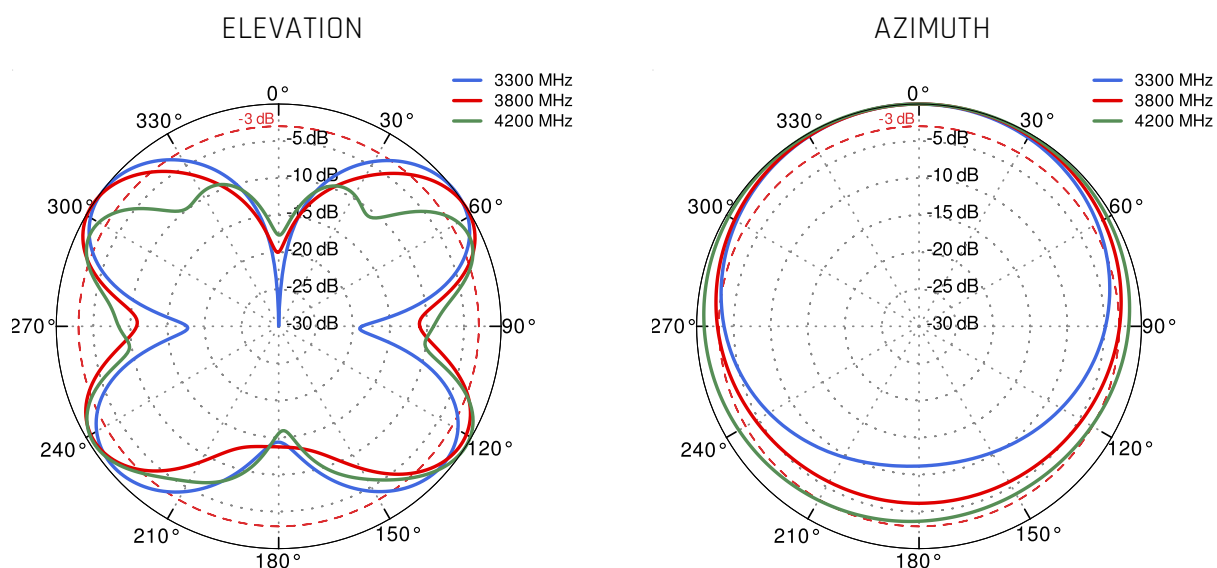 ELEVATION
3300 MHz
3800 MHz
4200 MHz
0°
30°
60°
90°
120°
150°
180°
210°
240°
270°
300°
330°
-3 dB
-5 dB
-10 dB
-15 dB
-20 dB
-25 dB
-30 dB
AZIMUTH
3300 MHz
3800 MHz
4200 MHz
0°
30°
60°
90°
120°
150°
180°
210°
240°
270°
300°
330°
-3 dB
-5 dB
-10 dB
-15 dB
-20 dB
-25 dB
-30 dB